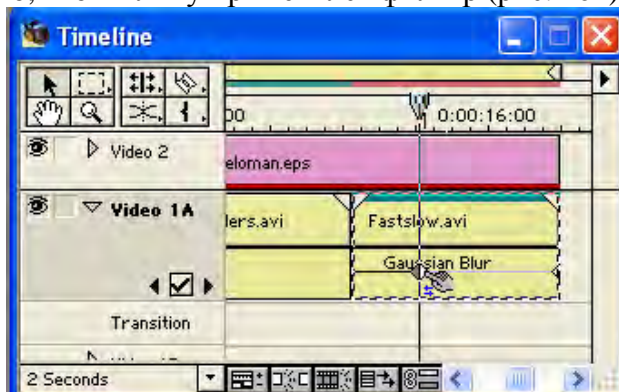 Timeline
00 0:00:16:00
Video 2
eloman.eps
Video 1A
lers.avi Fastslow.avi
Gaussian Blur
Transition
2 Seconds